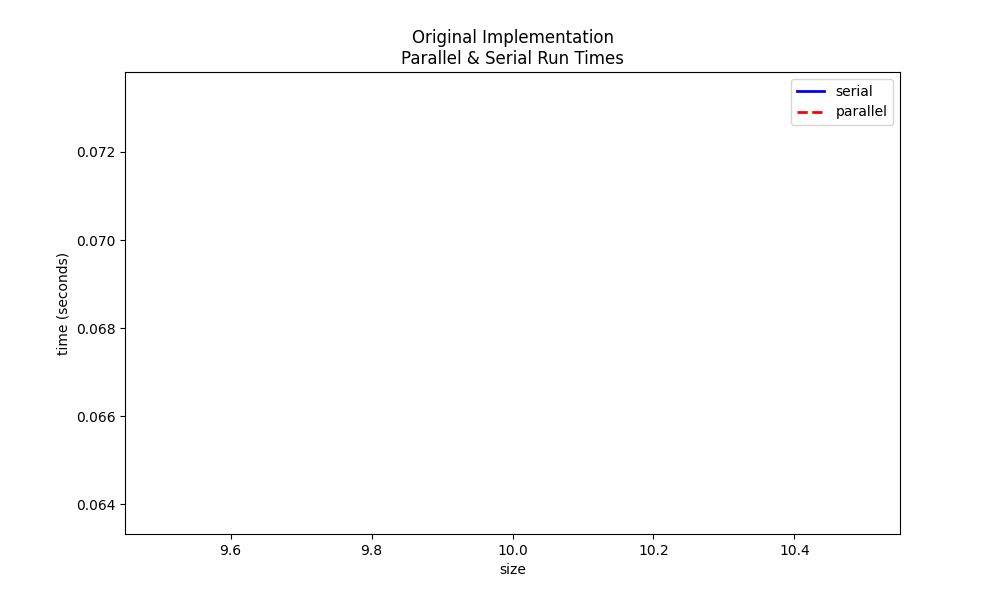 Original Implementation
Parallel & Serial Run Times
serial
parallel
0.072
0.070
0.068
0.066
0.064
time (seconds)
9.6 9.8 10.0 10.2 10.4
size